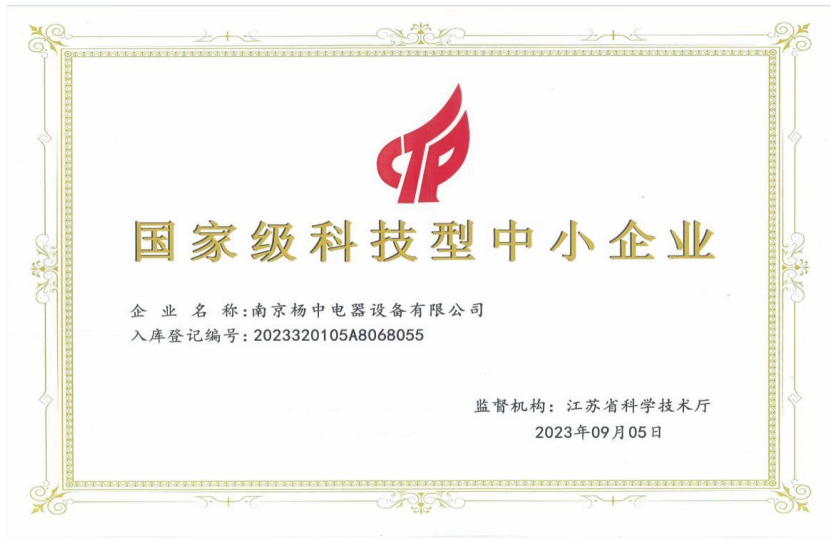 CTP
国家级科技型中小企业
企业名称:南京杨中电器设备有限公司
入库登记编号:2023320105A8068055
监督机构:江苏省科学技术厅
2023年09月05日